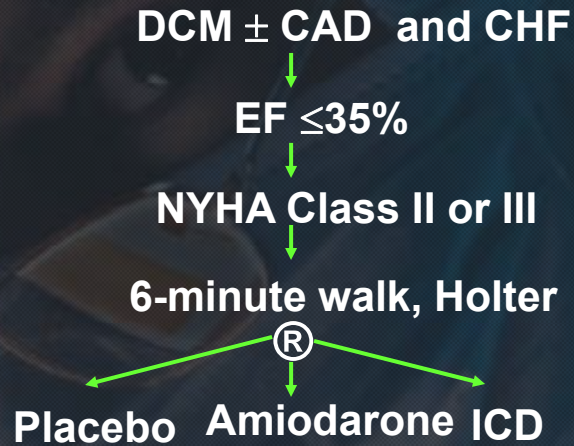 DCM ± CAD and CHF
EF ≤35%
NYHA Class II or III
6-minute walk, Holter
R
Placebo Amiodarone ICD